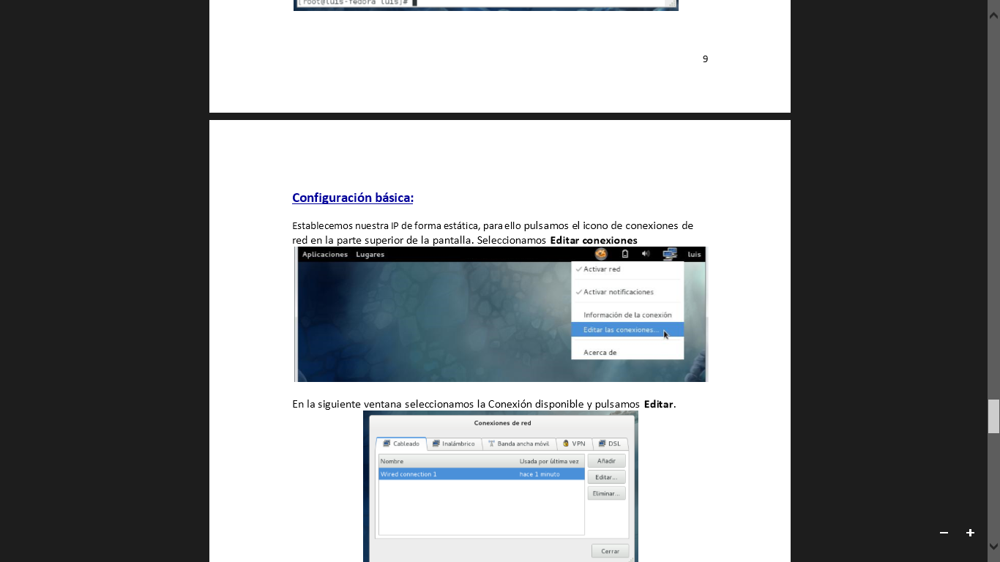 [root@luis-fedora luis]#
9
Configuración básica:
Establecemos nuestra IP de forma estática, para ello pulsamos el icono de conexiones de
red en la parte superior de la pantalla. Seleccionamos Editar conexiones
Aplicaciones Lugares luis
Activar red
Activar notificaciones
Información de la conexión
Editar las conexiones...
Acerca de
En la siguiente ventana seleccionamos la Conexión disponible y pulsamos Editar.
Conexiones de red
Cableado Inalámbrico Banda ancha móvil VPN DSL
Nombre Usada por última vez Añadir
Wired connection 1 hace 1 minuto Editar...
Eliminar...
Cerrar